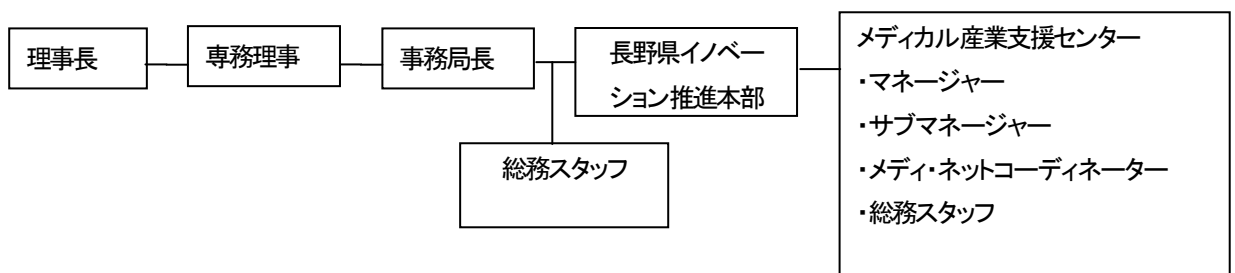 理事長
専務理事
事務局長
長野県イノベー
ション推進本部
総務スタッフ
メディカル産業支援センター
・マネージャー
・サブマネージャー
・メディ・ネットコーディネーター
・総務スタッフ